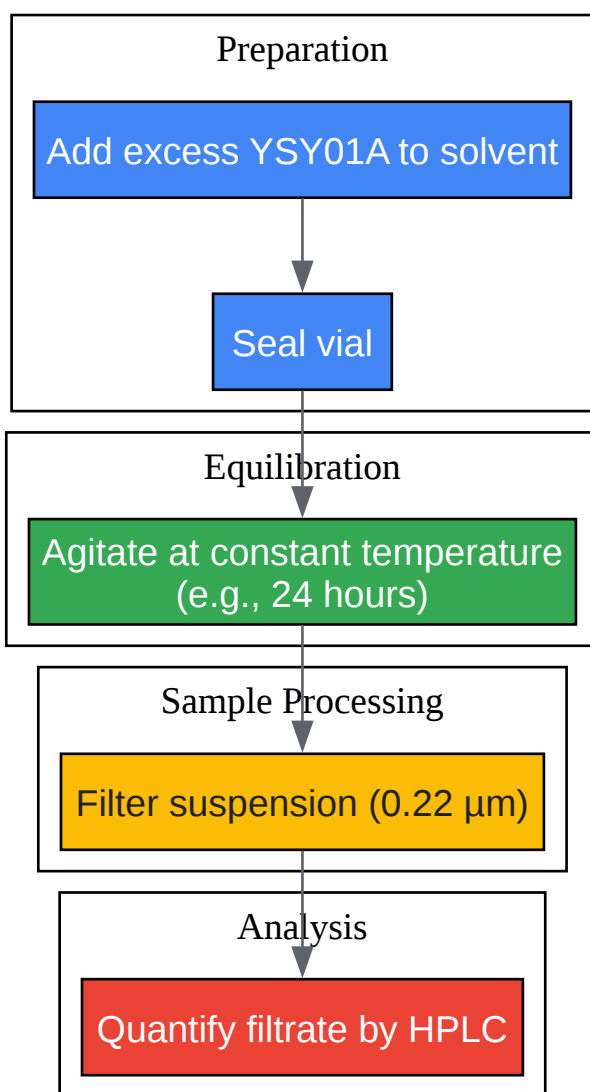 Preparation
Add excess YSY01A to solvent
Seal vial
Equilibration
Agitate at constant temperature
(e.g., 24 hours)
Sample Processing
Filter suspension (0.22 µm)
Analysis
Quantify filtrate by HPLC